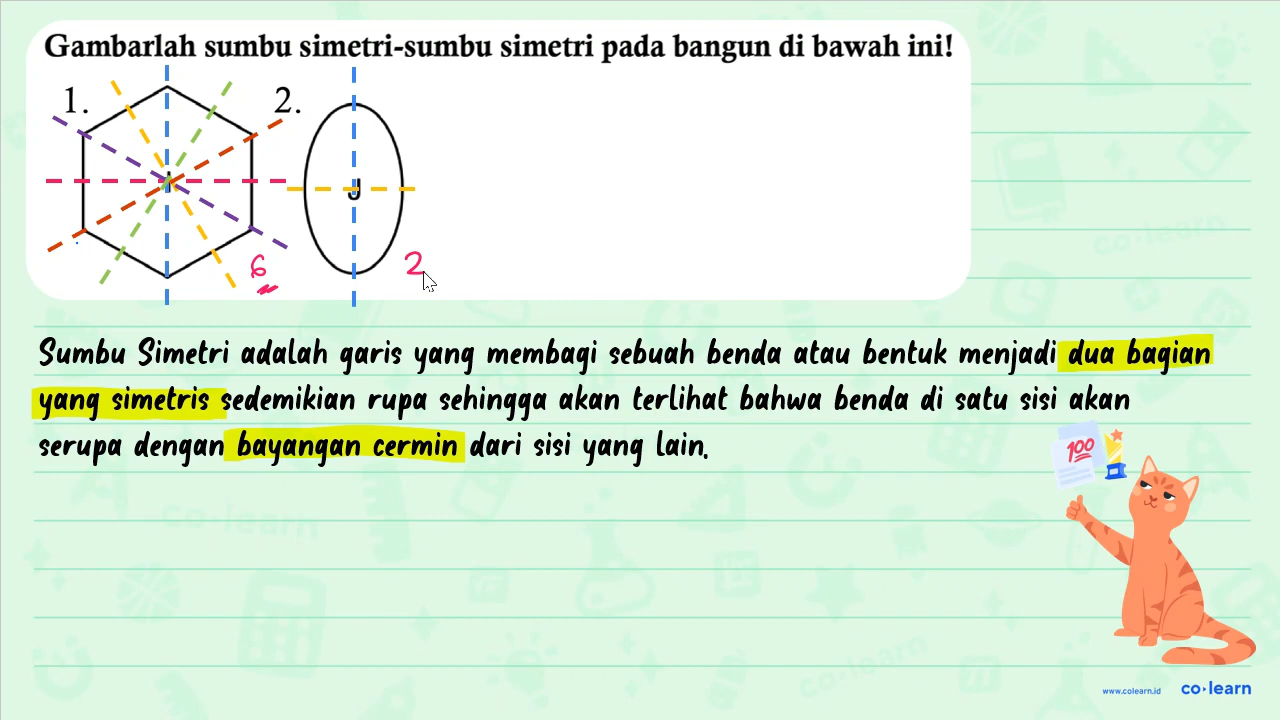 Gambarlah sumbu simetri-sumbu simetri pada bangun di bawah ini!
1. 2.
J
6 2
Sumbu Simetri adalah garis yang membagi sebuah benda atau bentuk menjadi dua bagian
yang simetris sedemikian rupa sehingga akan terlihat bahwa benda di satu sisi akan
serupa dengan bayangan cermin dari sisi yang lain.
100
www.colearn.id co·learn